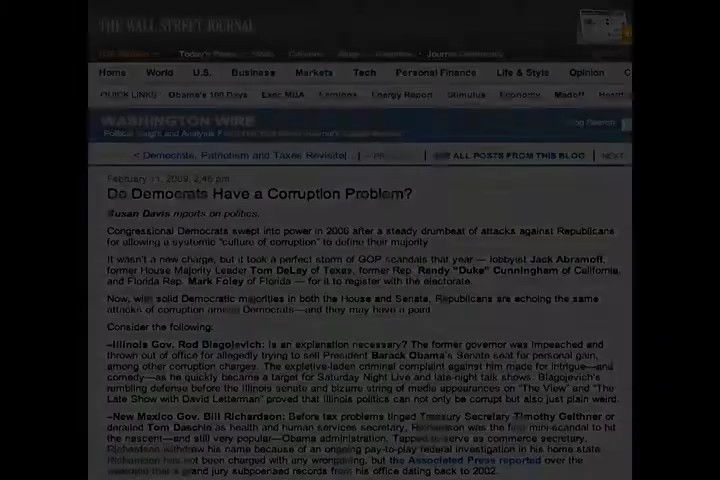 THE WALL STREET JOURNAL
Today's
Journal
Home World U.S. Business Markets Tech Personal Finance Life & Style Opinion
QUICK LINKS: Obama's 100 Days Exec MBA Earnings Energy Report Stimulus Economy Madoff
WASHINGTON WIRE
Political Insight and Analysis
Blog Search
< Democrats, Patriotism and Taxes Revisite[...] SEE ALL POSTS FROM THIS BLOG NEXT
February 11, 2009, 2:45 pm
Do Democrats Have a Corruption Problem?
Susan Davis reports on politics.
Congressional Democrats swept into power in 2006 after a steady drumbeat of attacks against Republicans
for allowing a systemic "culture of corruption" to define their majority
It wasn't a new charge, but it took a perfect storm of GOP scandals that year — lobbyist Jack Abramoff,
former House Majority Leader Tom DeLay of Texas, former Rep. Randy "Duke" Cunningham of California,
and Florida Rep. Mark Foley of Florida — for it to register with the electorate.
Now, with solid Democratic majorities in both the House and Senate, Republicans are echoing the same
attacks of corruption among Democrats—and they may have a point.
Consider the following:
–Illinois Gov. Rod Blagojevich: Is an explanation necessary? The former governor was impeached and
thrown out of office for allegedly trying to sell President Barack Obama's Senate seat for personal gain,
among other corruption charges. The expletive-laden criminal complaint against him made for intrigue—and
comedy—as he quickly became a target for Saturday Night Live and late-night talk shows. Blagojevich's
rambling defense before the Illinois senate and bizarre string of media appearances on "The View" and "The
Late Show with David Letterman" proved that Illinois politics can not only be corrupt but also just plain weird.
–New Mexico Gov. Bill Richardson: Before tax problems tinged Treasury Secretary Timothy Geithner or
derailed Tom Daschle as health and human services secretary, Richardson was the first mini-scandal to hit
the nascent—and still very popular—Obama administration. Tapped to serve as commerce secretary,
Richardson withdrew his name because of an ongoing pay-to-play federal investigation in his home state.
Richardson has not been charged with any wrongdoing, but the Associated Press reported over the
weekend that a grand jury subpoenaed records from his office dating back to 2002.